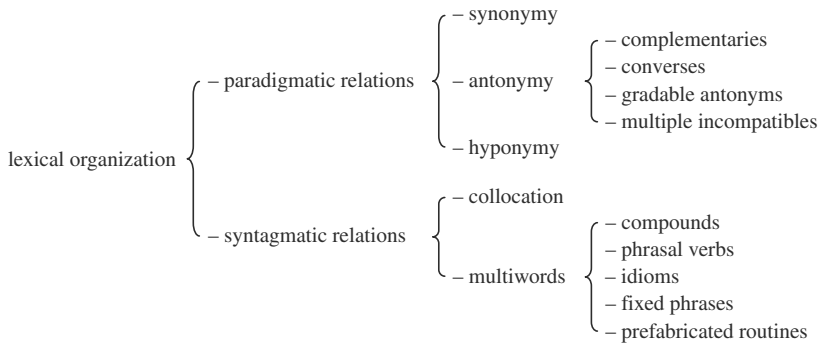 lexical organization
– paradigmatic relations
– synonymy
– antonymy
– complementaries
– converses
– gradable antonyms
– multiple incompatibles
– hyponymy
– syntagmatic relations
– collocation
– multiwords
– compounds
– phrasal verbs
– idioms
– fixed phrases
– prefabricated routines